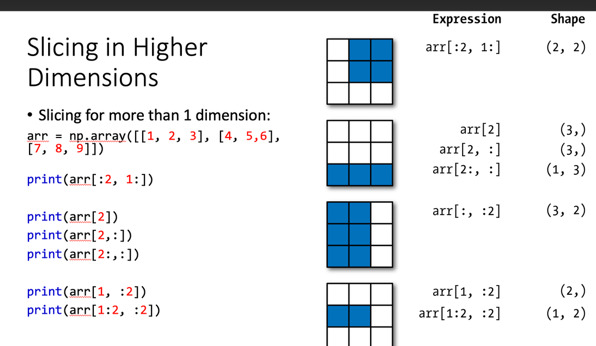 Expression Shape
Slicing in Higher
Dimensions
arr[:2, 1:] (2, 2)
• Slicing for more than 1 dimension:
arr = np.array([[1, 2, 3], [4, 5,6],
[7, 8, 9]])
print(arr[:2, 1:])
arr[2] (3,)
arr[2, :] (3,)
arr[2:, :] (1, 3)
print(arr[2])
print(arr[2,:])
print(arr[2:,:])
arr[:, :2] (3, 2)
print(arr[1, :2])
print(arr[1:2, :2])
arr[1, :2] (2,)
arr[1:2, :2] (1, 2)